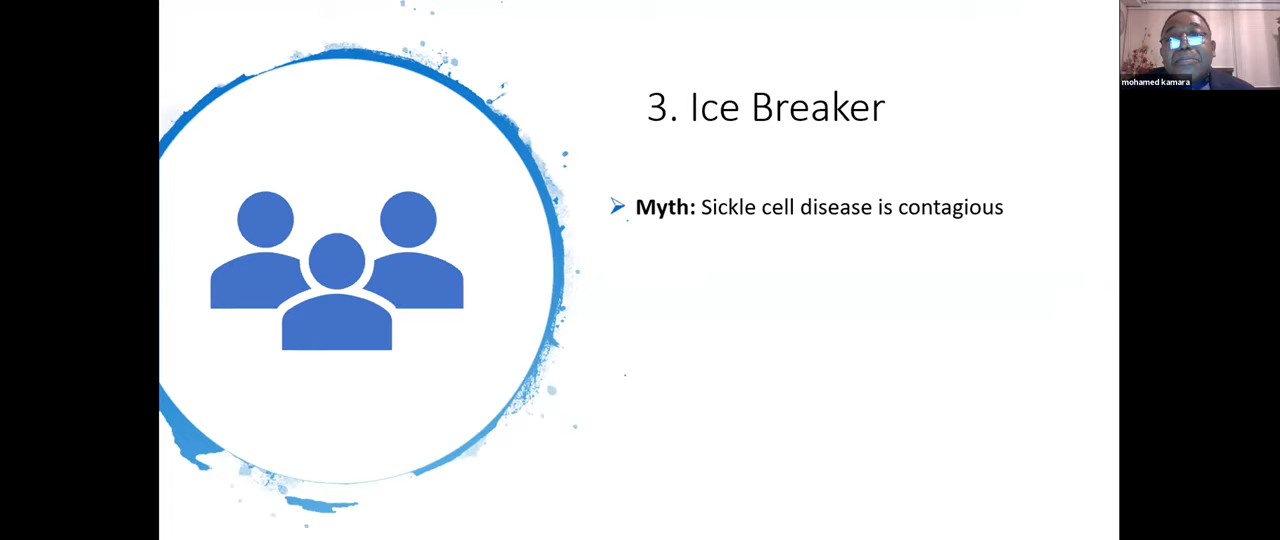 3. Ice Breaker
Myth: Sickle cell disease is contagious
mohamed kamara